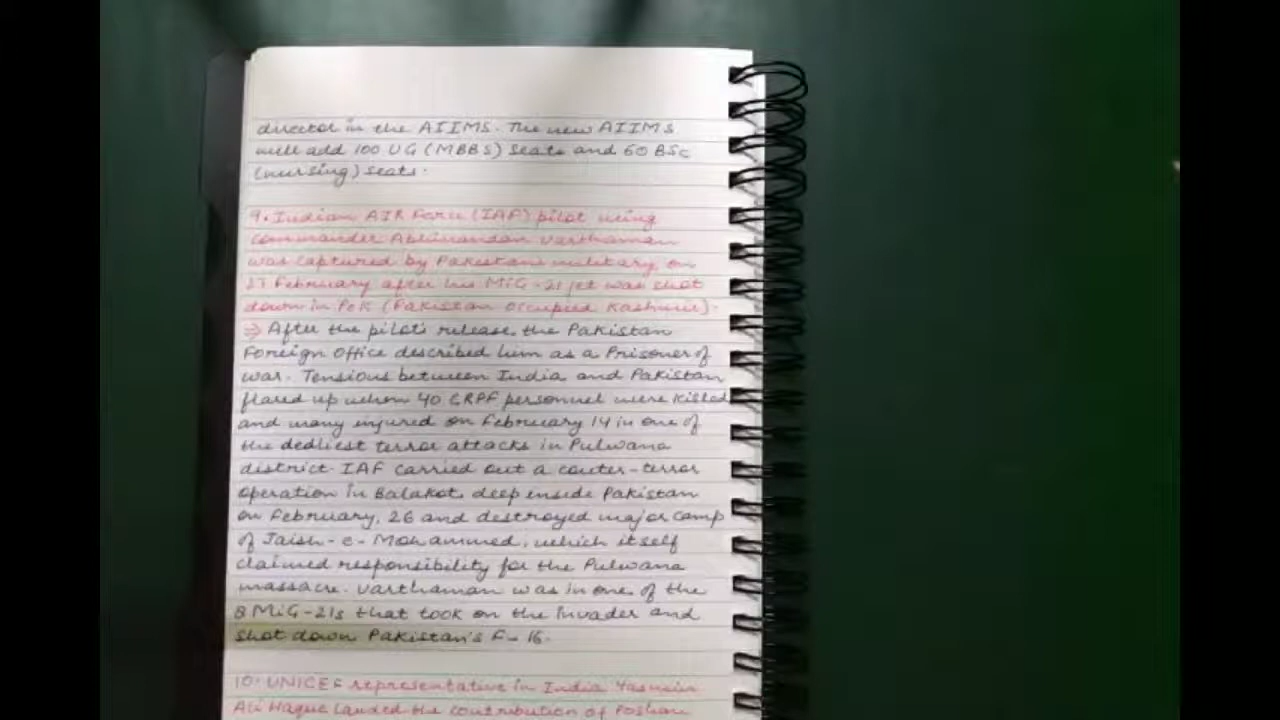 director in the AIIMS. The new AIIMS
will add 100 UG (MBBS) Seats and 60 BSc
(nursing) seats.
9. Indian AIR Force (IAF) pilot wing
commander Abhinandan Varthaman
was captured by Pakistani military on
27 February after his MiG-21 jet was shot
down in PoK (Pakistan Occupied Kashmir).
⇒ After the pilot's release, the Pakistan
Foreign Office described him as a Prisoner of
war. Tensions between India and Pakistan
flared up when 40 CRPF personnel were killed
and many injured on February 14 in one of
the dedliest terror attacks in Pulwana
district. IAF carried out a couter-terror
operation in Balakot, deep enside Pakistan
on February, 26 and destroyed major camp
of Jaish-e-Mohammed, which itself
claimed responsibility for the Pulwana
massacre. Varthaman was in one of the
8 MiG-21s that took on the invader and
shot down Pakistan's F-16.
10. UNICEF representative in India Yasmin
Ali Haque lauded the contribution of Poshan